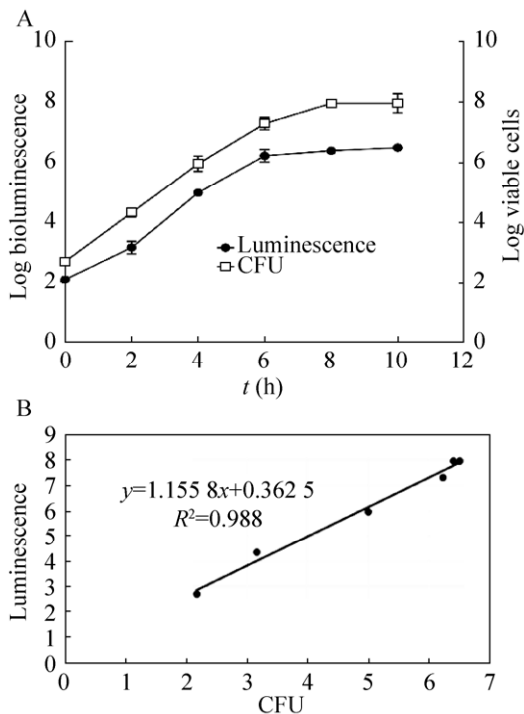 A
10
8
6
4
2
0
Log bioluminescence
10
8
6
4
2
0
Log viable cells
Luminescence
CFU
0 2 4 6 8 10 12
t (h)
B
9
8
7
6
5
4
3
2
1
0
Luminescence
y=1.155 8x+0.362 5
R²=0.988
0 1 2 3 4 5 6 7
CFU